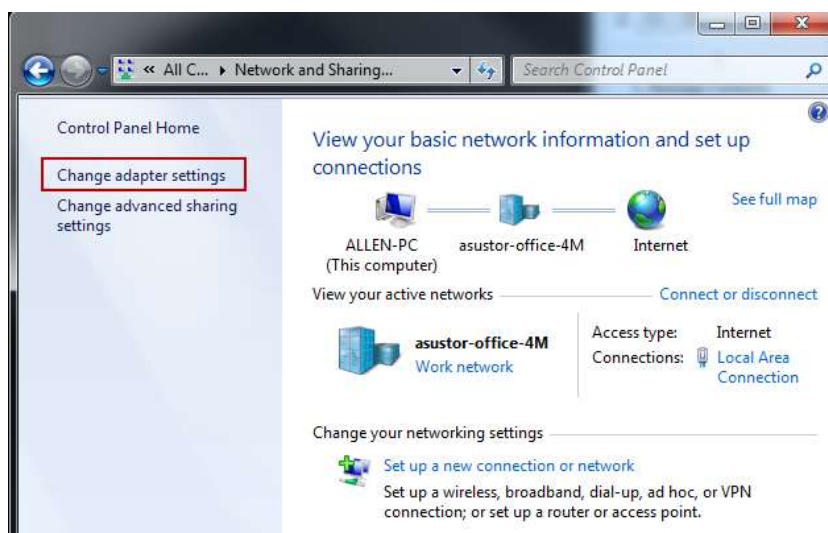 « All C... ▸ Network and Sharing...
Search Control Panel
Control Panel Home
Change adapter settings
Change advanced sharing
settings
View your basic network information and set up
connections
See full map
ALLEN-PC
(This computer)
asustor-office-4M
Internet
View your active networks
Connect or disconnect
asustor-office-4M
Work network
Access type: Internet
Connections: Local Area
Connection
Change your networking settings
Set up a new connection or network
Set up a wireless, broadband, dial-up, ad hoc, or VPN
connection; or set up a router or access point.